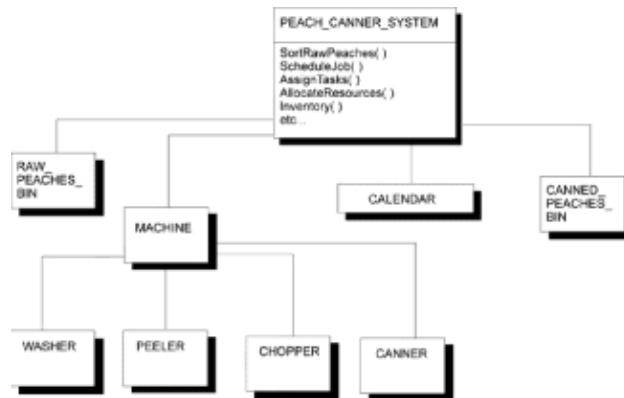 PEACH_CANNER_SYSTEM
SortRawPeaches( )
ScheduleJob( )
AssignTasks( )
AllocateResources( )
Inventory( )
etc...
RAW_
PEACHES_
BIN
CALENDAR
CANNED_
PEACHES_
BIN
MACHINE
WASHER
PEELER
CHOPPER
CANNER